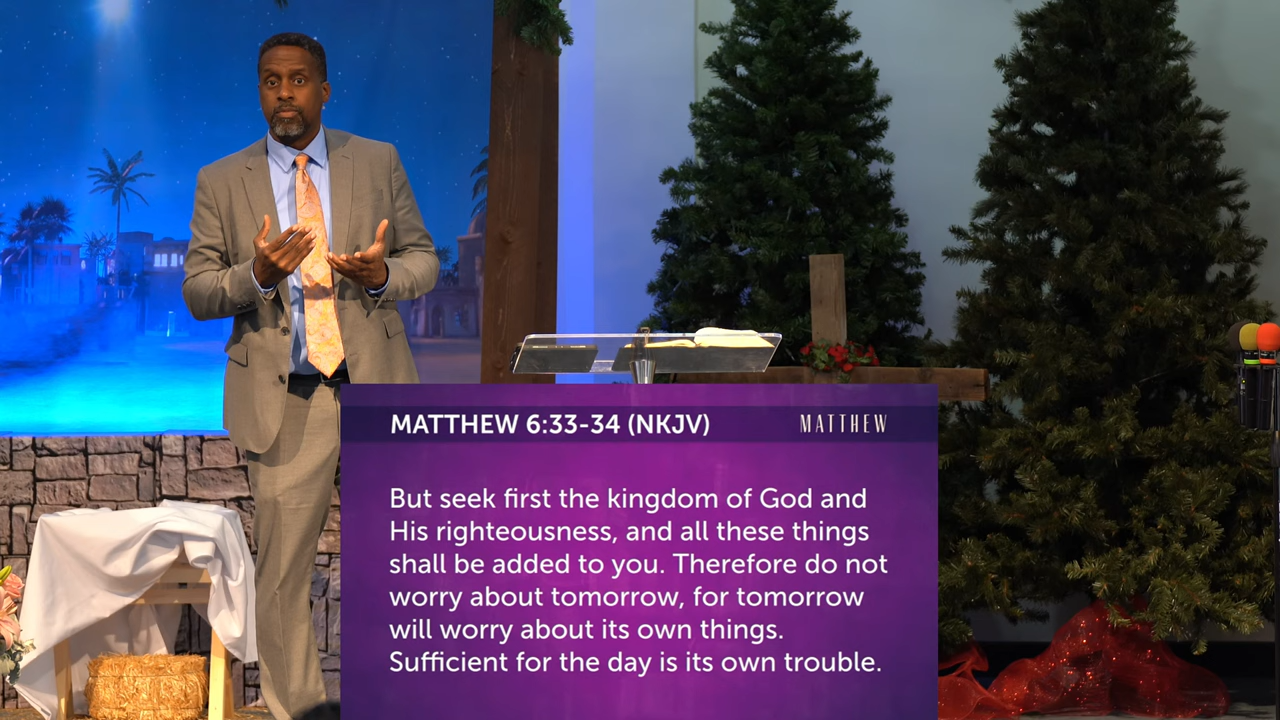 MATTHEW 6:33-34 (NKJV) MATTHEW
But seek first the kingdom of God and
His righteousness, and all these things
shall be added to you. Therefore do not
worry about tomorrow, for tomorrow
will worry about its own things.
Sufficient for the day is its own trouble.